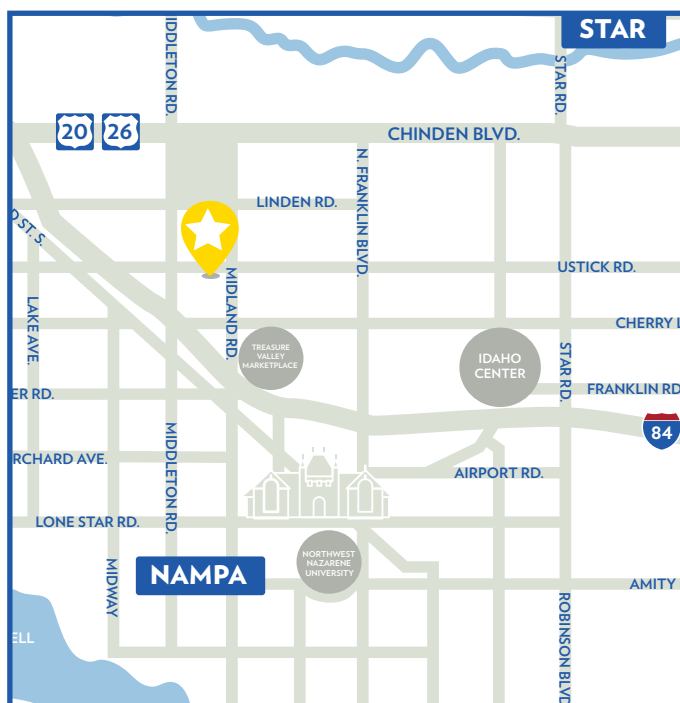 STAR
MIDDLETON RD.
STAR RD.
20
26
CHINDEN BLVD.
N. FRANKLIN BLVD.
LINDEN RD.
D ST. S.
USTICK RD.
MIDLAND RD.
LAKE AVE.
CHERRY L
STAR RD.
TREASURE
VALLEY
MARKETPLACE
IDAHO
CENTER
FRANKLIN RD
ER RD.
84
MIDDLETON RD.
RCHARD AVE.
AIRPORT RD.
LONE STAR RD.
NORTHWEST
NAZARENE
UNIVERSITY
MIDWAY
NAMPA
AMITY
ROBINSON BLVD
ELL